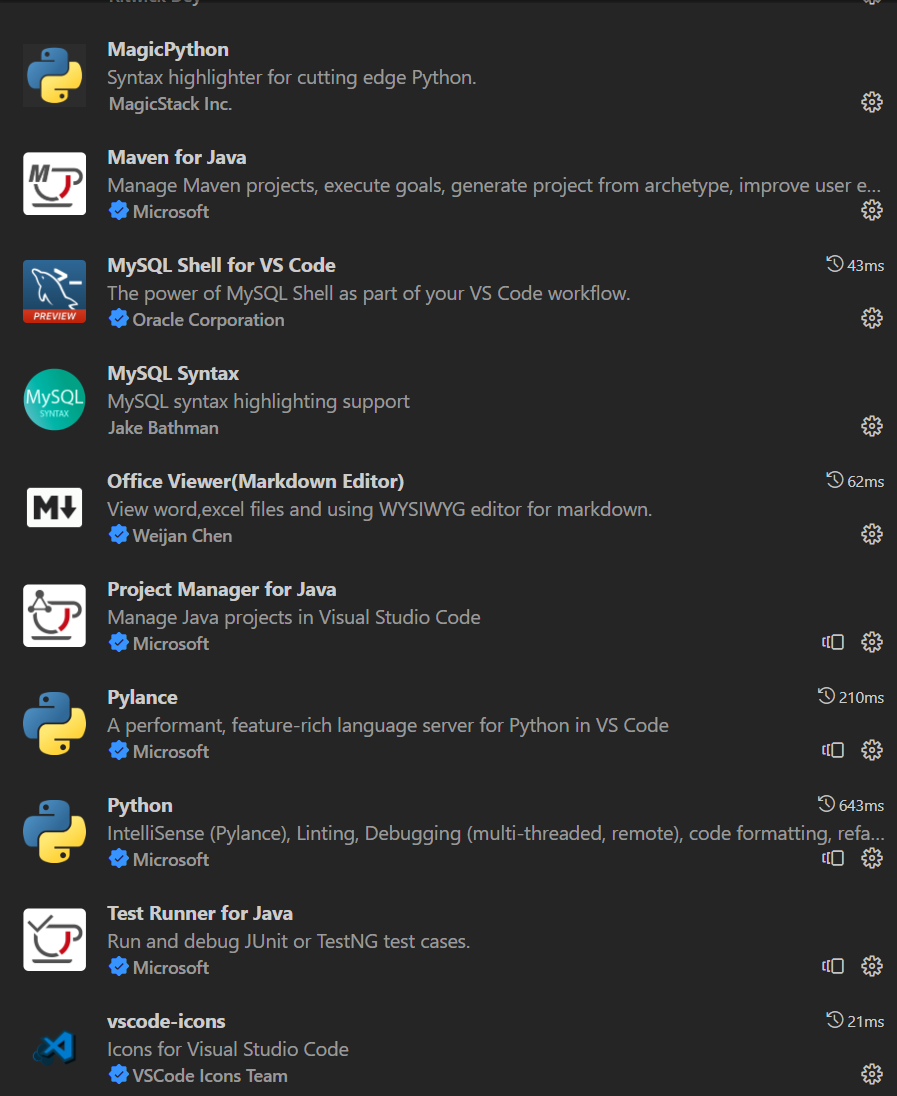 MagicPython
Syntax highlighter for cutting edge Python.
MagicStack Inc.
Maven for Java
Manage Maven projects, execute goals, generate project from archetype, improve user e...
Microsoft
MySQL Shell for VS Code
43ms
The power of MySQL Shell as part of your VS Code workflow.
PREVIEW
Oracle Corporation
MySQL Syntax
MySQL
SYNTAX
MySQL syntax highlighting support
Jake Bathman
Office Viewer(Markdown Editor)
62ms
View word,excel files and using WYSIWYG editor for markdown.
Weijan Chen
Project Manager for Java
Manage Java projects in Visual Studio Code
Microsoft
Pylance
210ms
A performant, feature-rich language server for Python in VS Code
Microsoft
Python
643ms
IntelliSense (Pylance), Linting, Debugging (multi-threaded, remote), code formatting, refa...
Microsoft
Test Runner for Java
Run and debug JUnit or TestNG test cases.
Microsoft
vscode-icons
21ms
Icons for Visual Studio Code
VSCode Icons Team